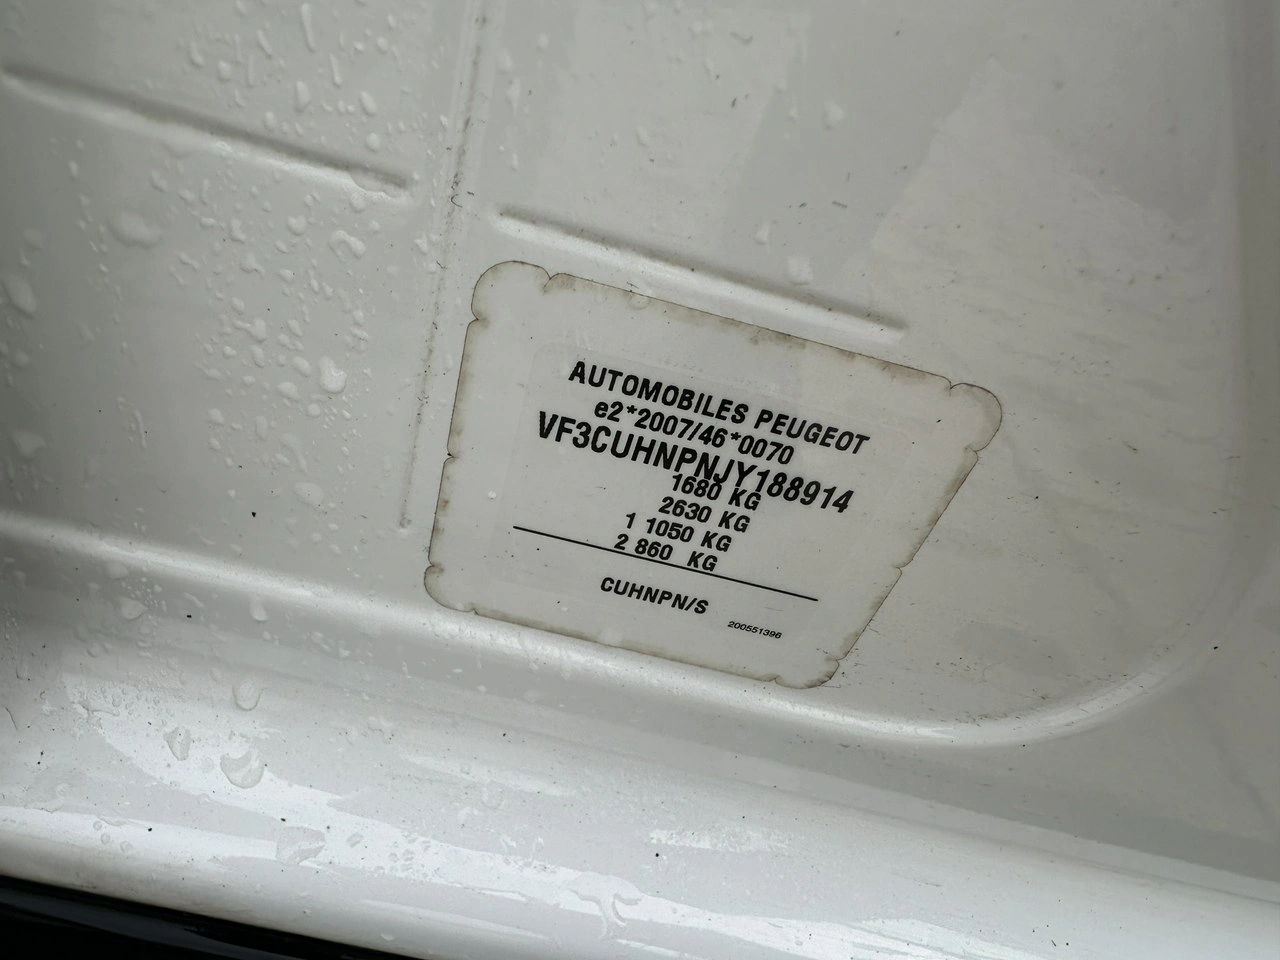 AUTOMOBILES PEUGEOT
e2*2007/46*0070
VF3CUHNPNJY188914
1680 KG
2630 KG
1 1050 KG
2 860 KG
CUHNPN/S
200551396